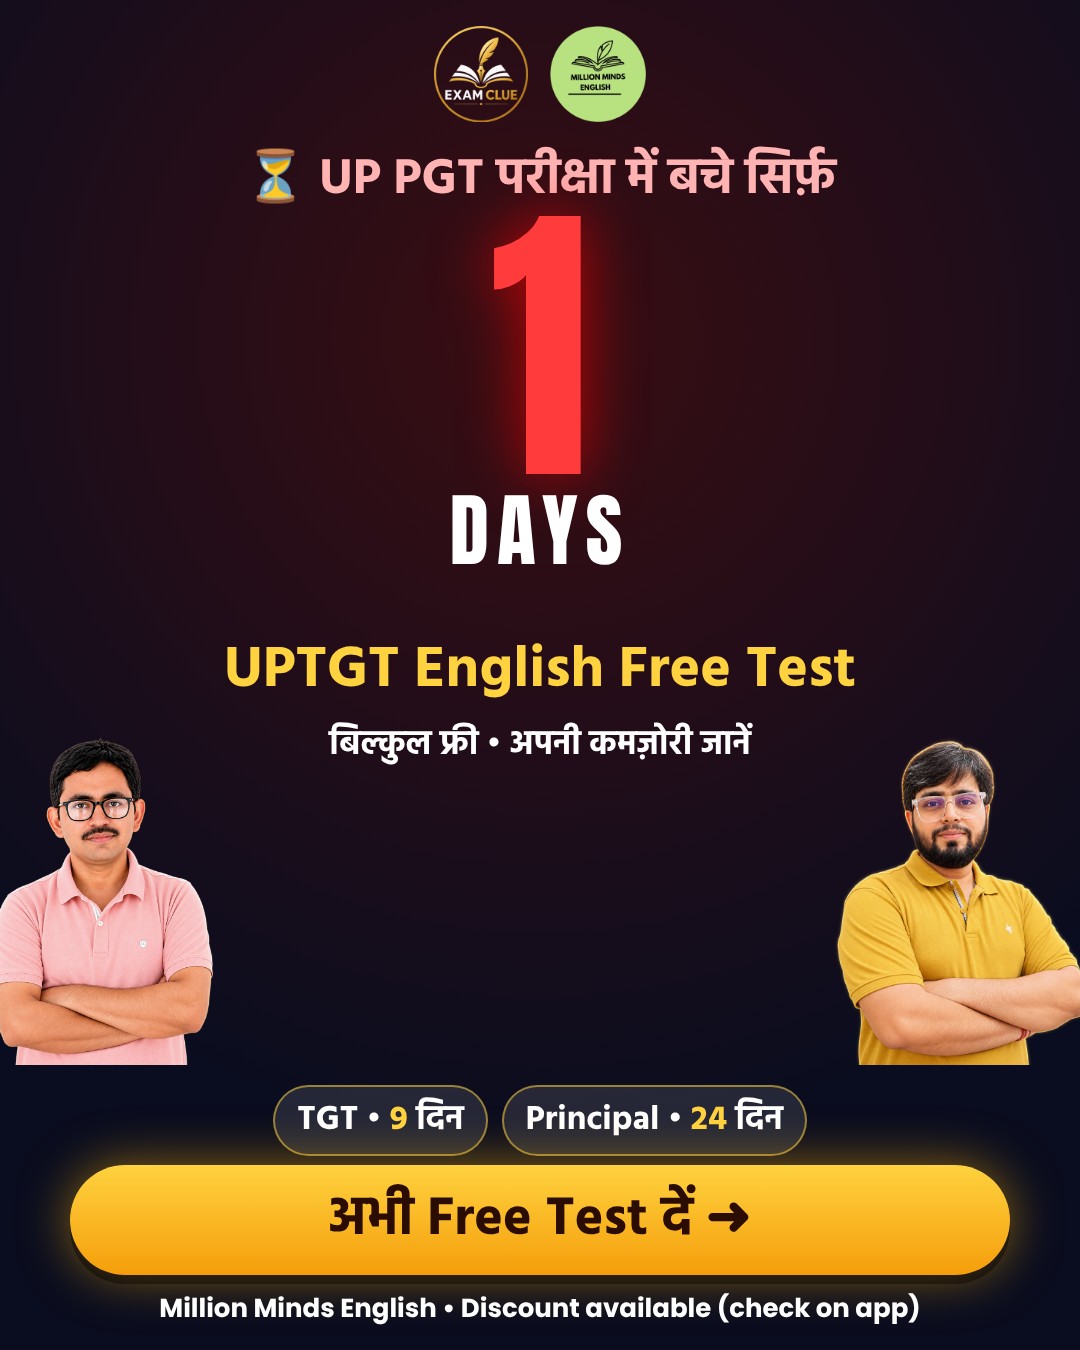 EXAM CLUE
MILLION MINDS
ENGLISH
⏳ UP PGT परीक्षा में बचे सिर्फ़
1
DAYS
UPTGT English Free Test
बिल्कुल फ्री • अपनी कमज़ोरी जानें
TGT • 9 दिन
Principal • 24 दिन
अभी Free Test दें ➜
Million Minds English • Discount available (check on app)